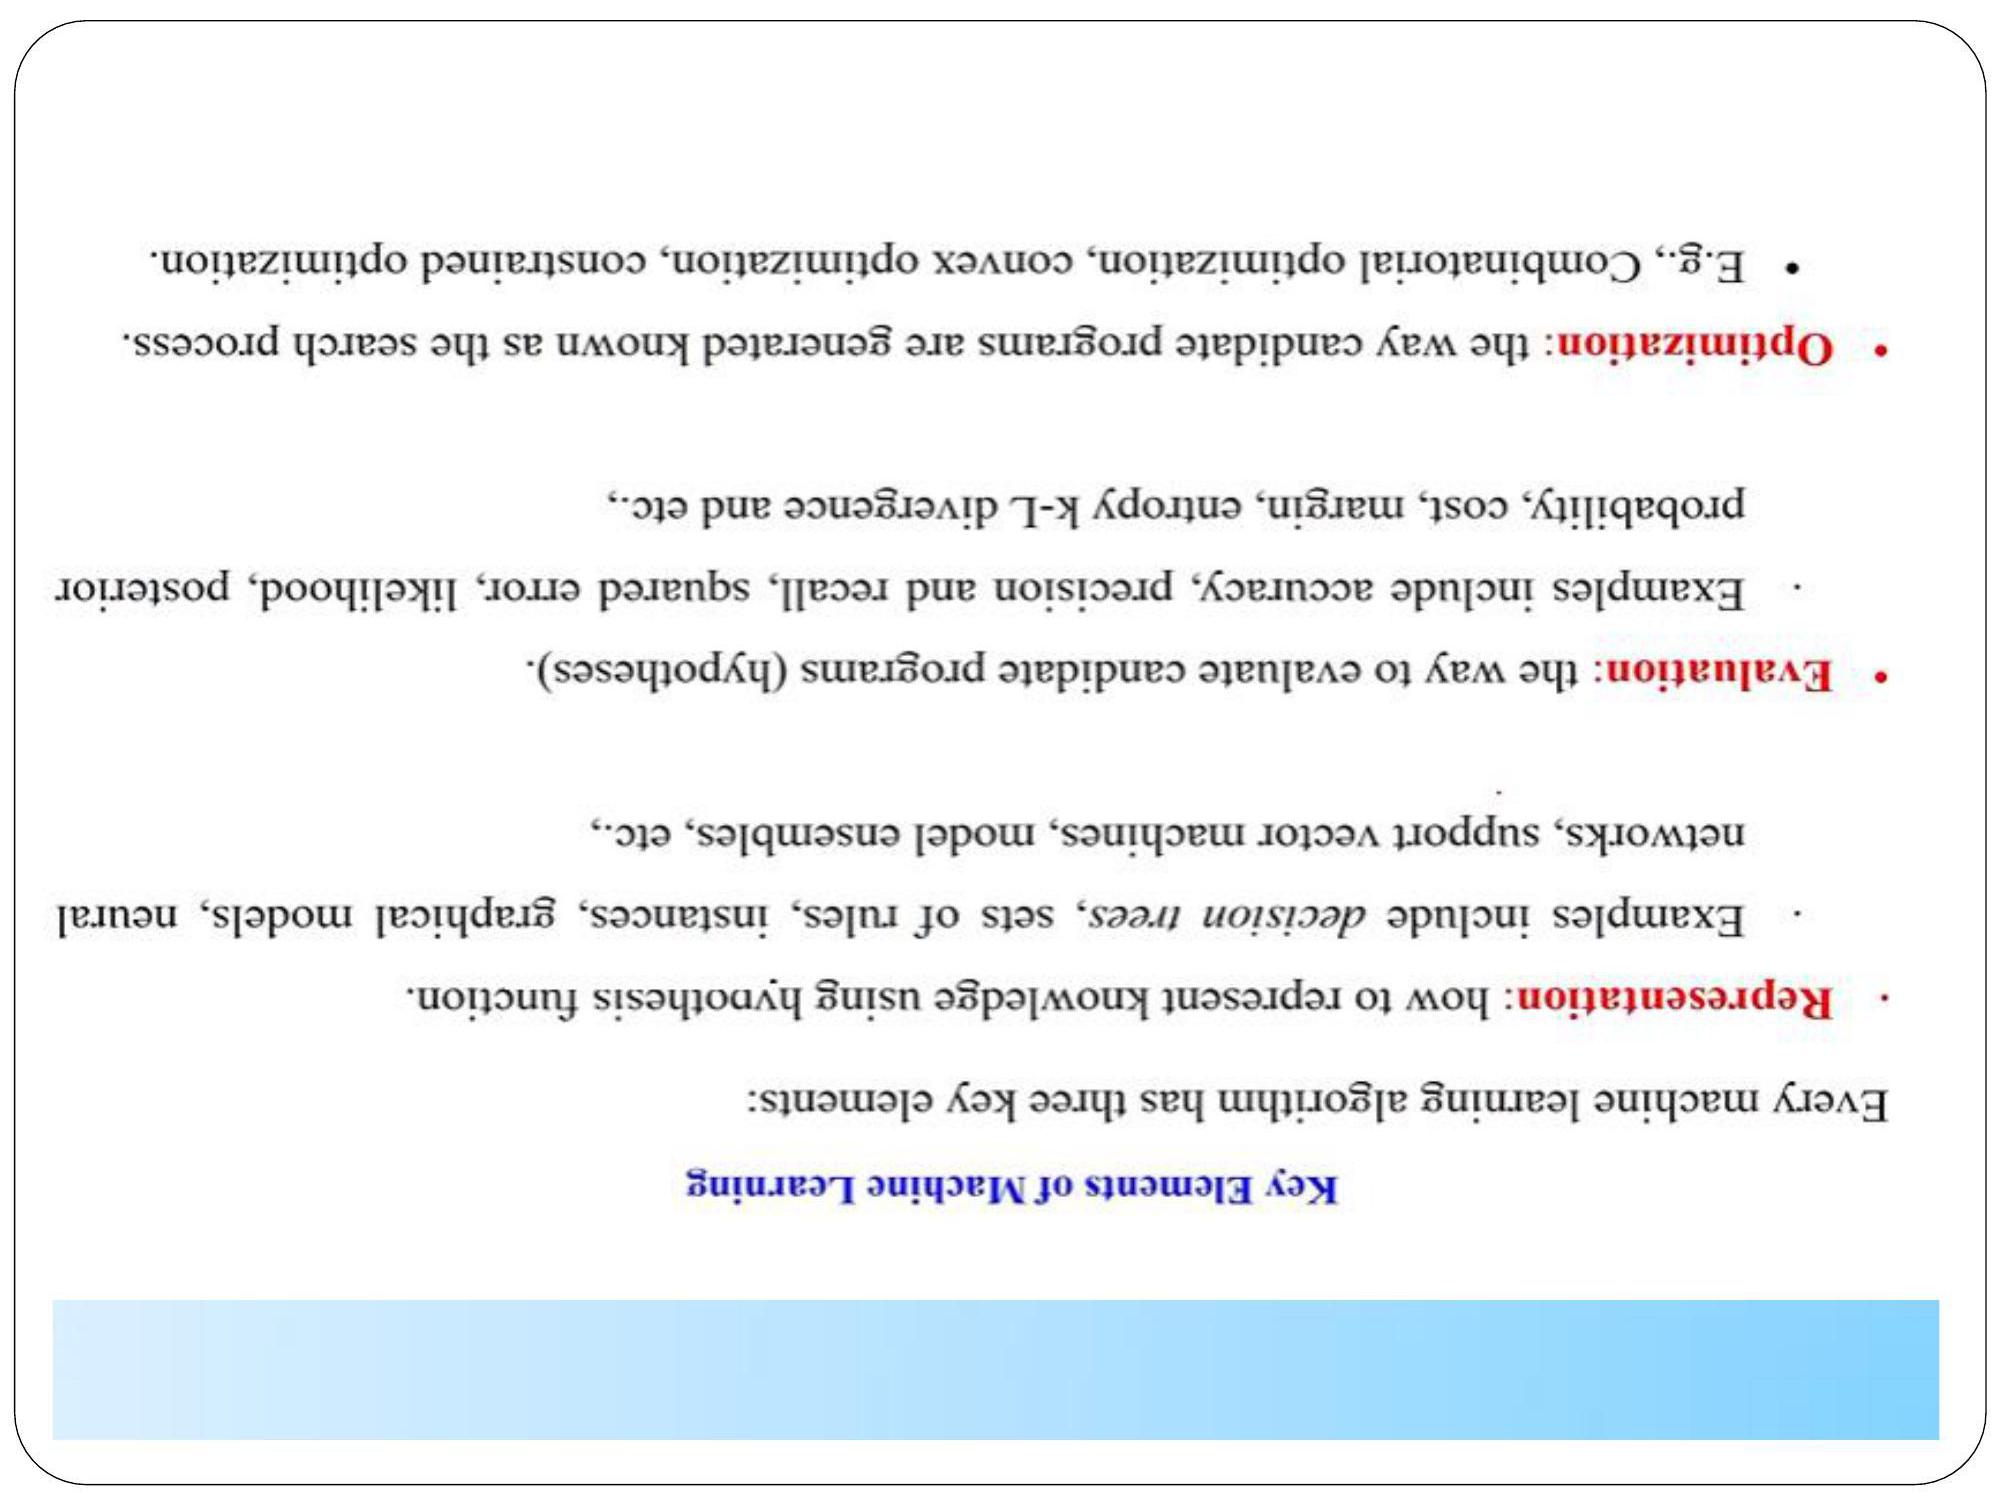 Key Elements of Machine Learning
Every machine learning algorithm has three key elements:
· Representation: how to represent knowledge using hypothesis function.
· Examples include decision trees, sets of rules, instances, graphical models, neural
networks, support vector machines, model ensembles, etc.,
• Evaluation: the way to evaluate candidate programs (hypotheses).
· Examples include accuracy, precision and recall, squared error, likelihood, posterior
probability, cost, margin, entropy k-L divergence and etc.,
• Optimization: the way candidate programs are generated known as the search process.
• E.g., Combinatorial optimization, convex optimization, constrained optimization.